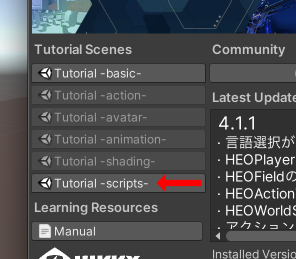 Tutorial Scenes
Tutorial -basic-
Tutorial -action-
Tutorial -avatar-
Tutorial -animation-
Tutorial -shading-
Tutorial -scripts-
Learning Resources
Manual
Community
Latest Update
4.1.1
・言語選択が
・HEOPlayer
・HEOFieldの
・HEOAction
・HEOWorldS
・アクション
Installed Version